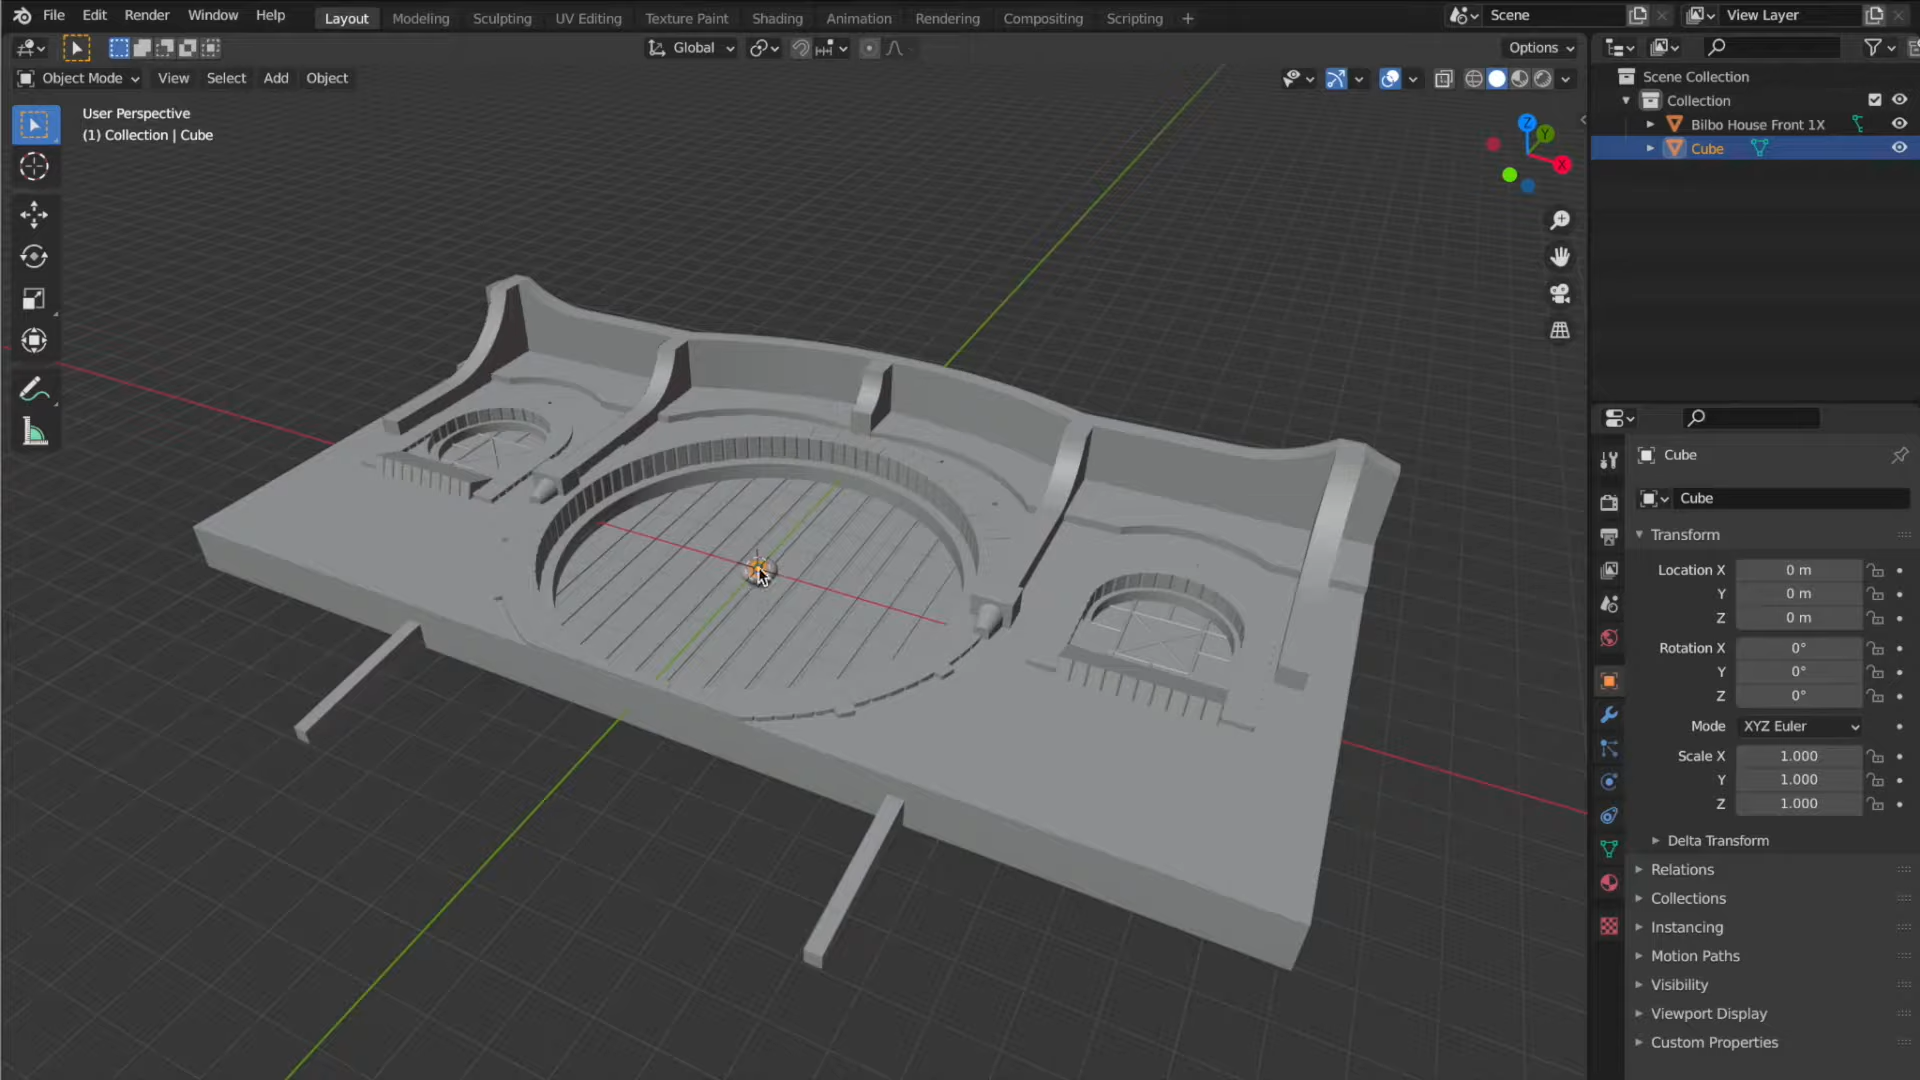 File Edit Render Window Help Layout Modeling Sculpting UV Editing Texture Paint Shading Animation Rendering Compositing Scripting + Scene View Layer
Global Options
Object Mode View Select Add Object
User Perspective
(1) Collection | Cube
Z
Y
X
Scene Collection
Collection
Bilbo House Front 1X
Cube
Cube
Cube
Transform
Location X 0 m
Y 0 m
Z 0 m
Rotation X 0°
Y 0°
Z 0°
Mode XYZ Euler
Scale X 1.000
Y 1.000
Z 1.000
Delta Transform
Relations
Collections
Instancing
Motion Paths
Visibility
Viewport Display
Custom Properties